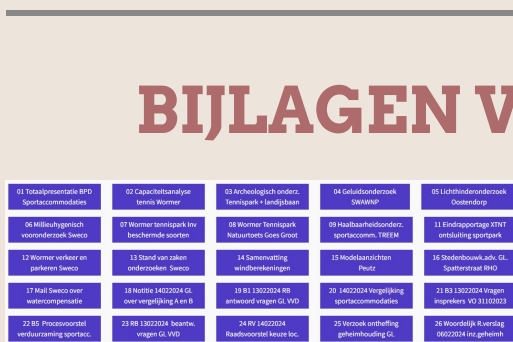 BIJLAGEN V
01 Totaalpresentatie BPD
Sportaccommodaties
02 Capaciteitsanalyse
tennis Wormer
03 Archeologisch onderz.
Tennispark + landijsbaan
04 Geluidsonderzoek
SWAWNP
05 Lichthinderonderzoek
Oostendorp
06 Millieuhygenisch
vooronderzoek Sweco
07 Wormer tennispark Inv
beschermde soorten
08 Wormer Tennispark
Natuurtoets Goes Groot
09 Haalbaarheidsonderz.
sportaccomm. TREEM
11 Eindrapportage XTNT
ontsluiting sportpark
12 Wormer verkeer en
parkeren Sweco
13 Stand van zaken
onderzoeken Sweco
14 Samenvatting
windberekeningen
15 Modelaanzichten
Peutz
16 Stedenbouwk.adv. GL.
Spatterstraat RHO
17 Mail Sweco over
watercompensatie
18 Notitie 14022024 GL
over vergelijking A en B
19 B1 13022024 RB
antwoord vragen GL VVD
20 14022024 Vergelijking
sportaccommodaties
21 B3 13022024 Vragen
insprekers VO 31102023
22 B5 Procesvoorstel
verduurzaming sportacc.
23 RB 13022024 beantw.
vragen GL VVD
24 RV 14022024
Raadsvoorstel keuze loc.
25 Verzoek ontheffing
geheimhouding GL
26 Woordelijk R.verslag
06022024 inz.geheimh